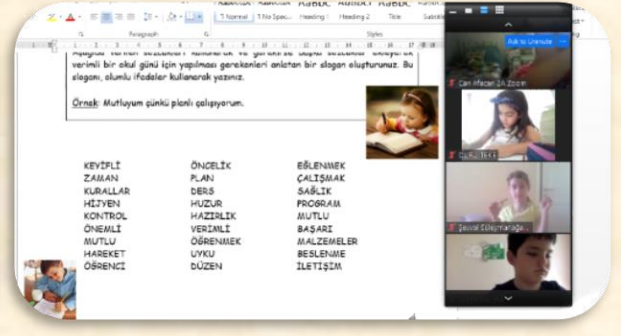 1 Normal
1 No Spac...
Heading 1
Heading 2
Title
Paragraph
Styles
verimli bir okul günü için yapılması gerekenleri anlatan bir slogan oluşturunuz. Bu
sloganı, olumlu ifadeler kullanarak yazınız.
Örnek: Mutluyum çünkü planlı çalışıyorum.
KEYİFLİ ÖNCELİK EĞLENMEK
ZAMAN PLAN ÇALIŞMAK
KURALLAR DERS SAĞLIK
HİJYEN HUZUR PROGRAM
KONTROL HAZIRLIK MUTLU
ÖNEMLİ VERİMLİ BAŞARI
MUTLU ÖĞRENMEK MALZEMELER
HAREKET UYKU BESLENME
ÖĞRENCİ DÜZEN İLETİŞİM
Ask to Unmute